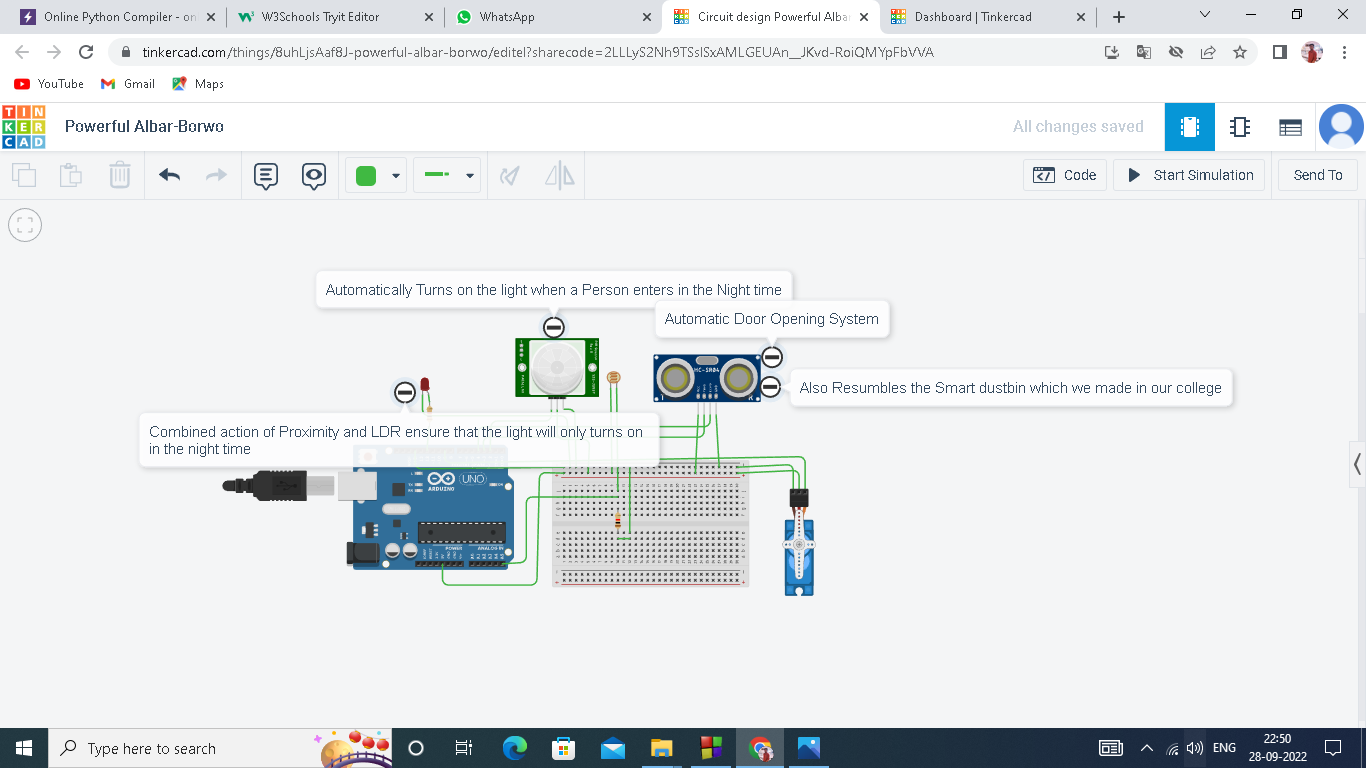 Online Python Compiler - on
W3Schools Tryit Editor
WhatsApp
Circuit design Powerful Alba
Dashboard | Tinkercad
tinkercad.com/things/8uhLjsAaf8J-powerful-albar-borwo/editel?sharecode=2LLLyS2Nh9TSsISxAMLGEUAn__JKvd-RoiQMYpFbVVA
YouTube
Gmail
Maps
TIN
KER
CAD
Powerful Albar-Borwo
All changes saved
Code
Start Simulation
Send To
Automatically Turns on the light when a Person enters in the Night time
Automatic Door Opening System
HC-SR04
Also Resumbles the Smart dustbin which we made in our college
Combined action of Proximity and LDR ensure that the light will only turns on
in the night time
UNO
ARDUINO
POWER
ANALOG IN
Type here to search
ENG
22:50
28-09-2022